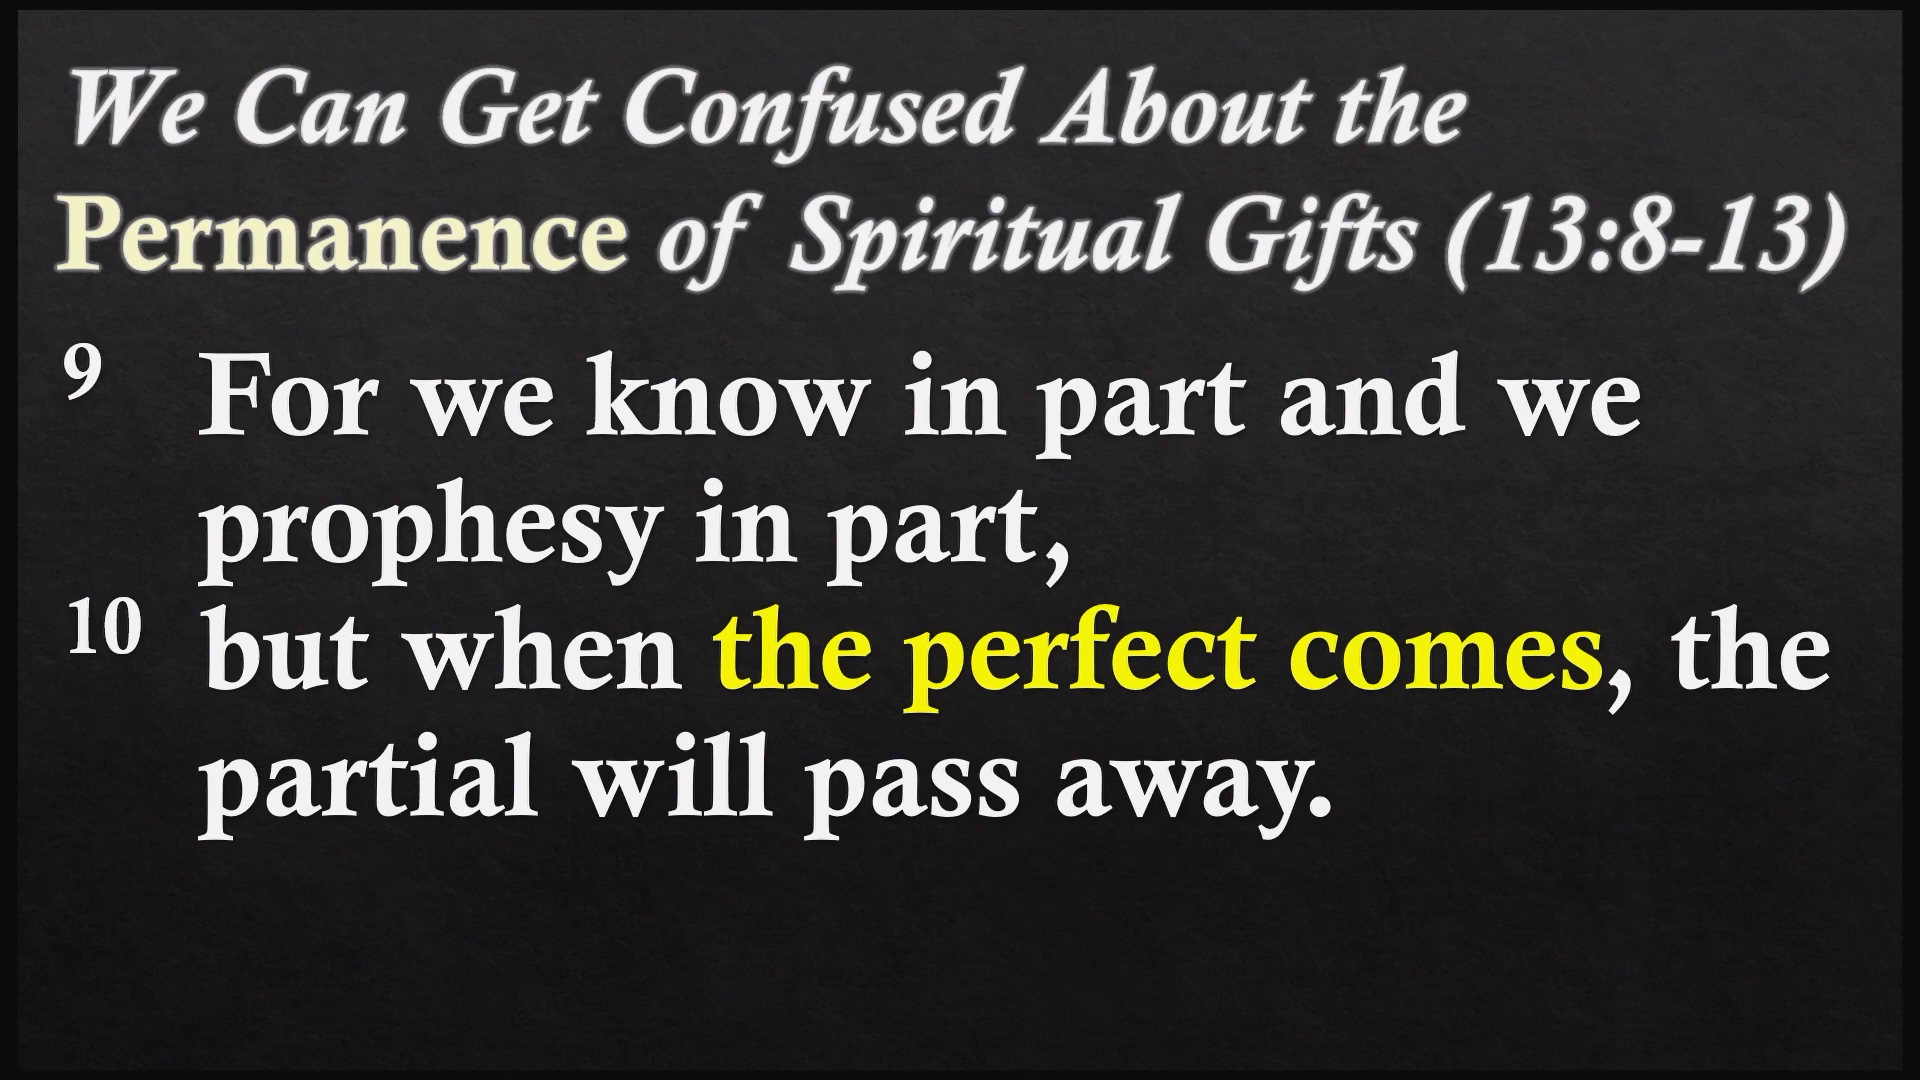 We Can Get Confused About the
Permanence of Spiritual Gifts (13:8-13)
9 For we know in part and we
prophesy in part,
10 but when the perfect comes, the
partial will pass away.